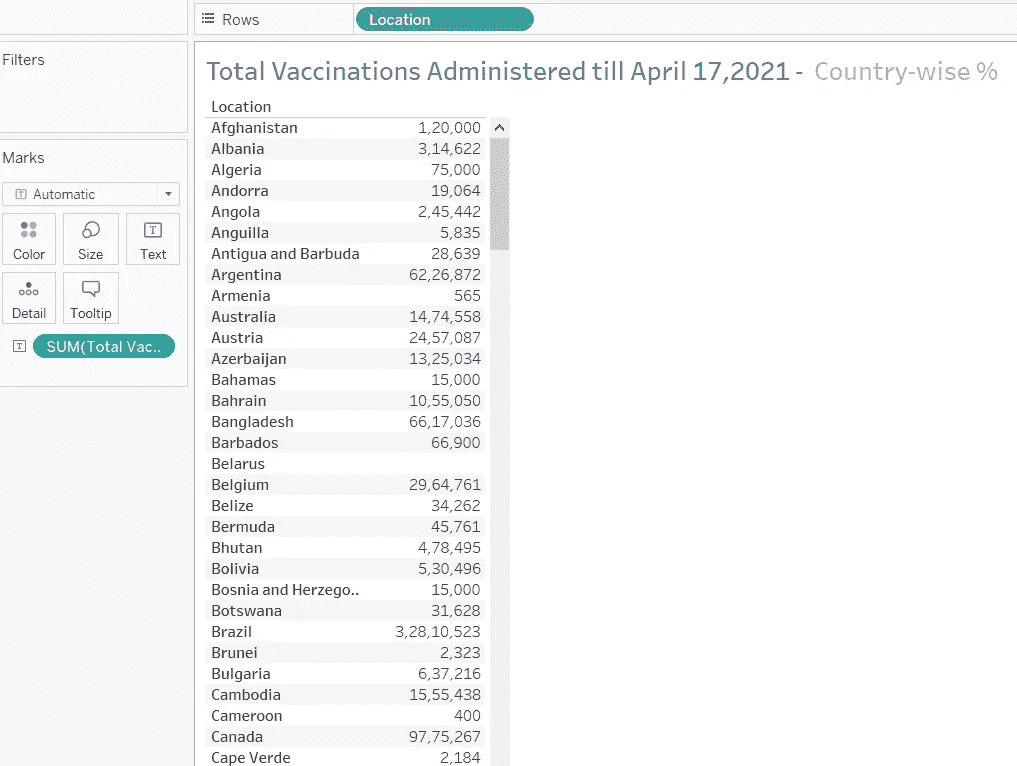 Rows
Location
Filters
Total Vaccinations Administered till April 17,2021 - Country-wise %
Location
Afghanistan 1,20,000
Albania 3,14,622
Marks
Algeria 75,000
Automatic
Andorra 19,064
Angola 2,45,442
Anguilla 5,835
Color Size Text
Antigua and Barbuda 28,639
Argentina 62,26,872
Armenia 565
Detail Tooltip
Australia 14,74,558
Austria 24,57,087
SUM(Total Vac..
Azerbaijan 13,25,034
Bahamas 15,000
Bahrain 10,55,050
Bangladesh 66,17,036
Barbados 66,900
Belarus
Belgium 29,64,761
Belize 34,262
Bermuda 45,761
Bhutan 4,78,495
Bolivia 5,30,496
Bosnia and Herzego.. 15,000
Botswana 31,628
Brazil 3,28,10,523
Brunei 2,323
Bulgaria 6,37,216
Cambodia 15,55,438
Cameroon 400
Canada 97,75,267
Cape Verde 2,184